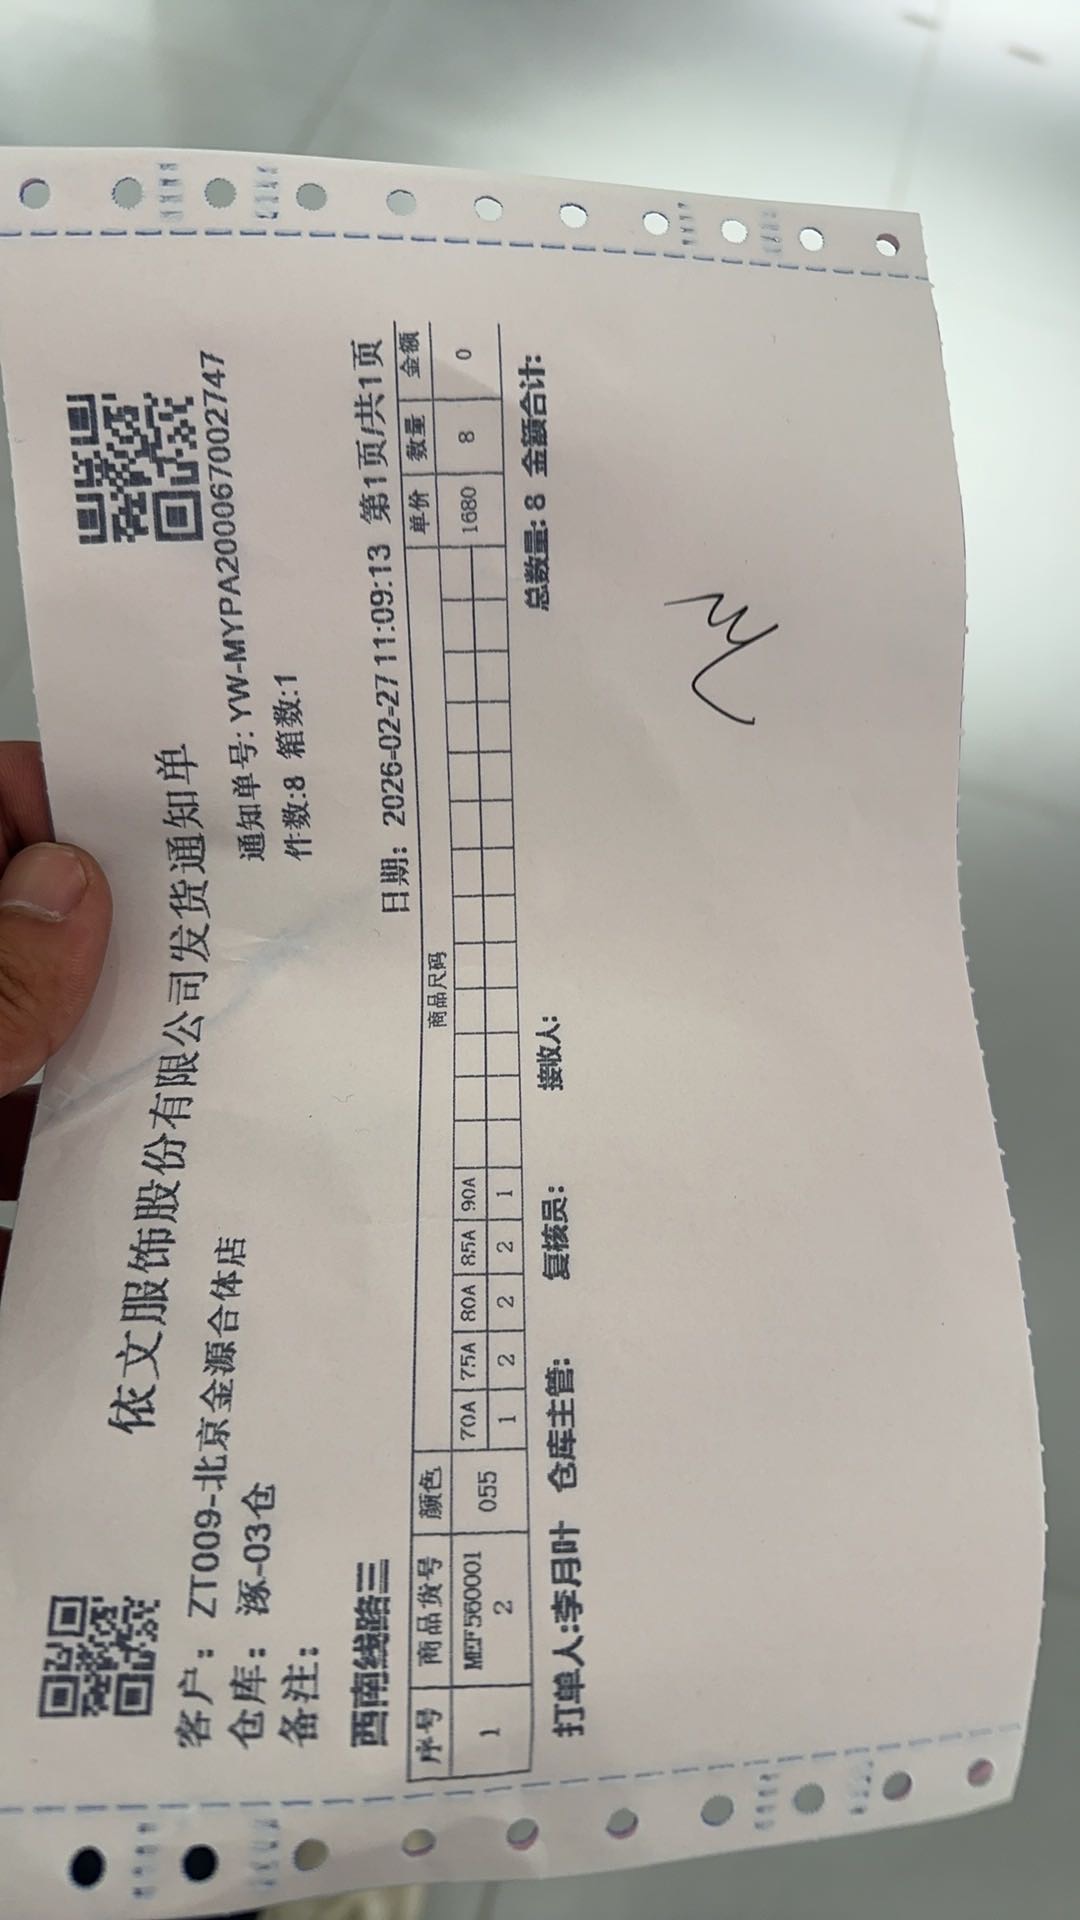 依文服饰股份有限公司发货通知单
客户：ZT009-北京金源合体店
通知单号: YW-MYPA200067002747
仓库：涿-03仓
件数:8 箱数:1
备注：
西南线路三
日期：2026-02-27 11:09:13 第1页/共1页
序号 商品货号 颜色 商品尺码 单价 数量 金额
70A 75A 80A 85A 90A
1 MEF560001 2 055 1 2 2 2 1 1680 8 0
总数量: 8 金额合计:
打单人:李月叶 仓库主管: 复核员: 接收人: